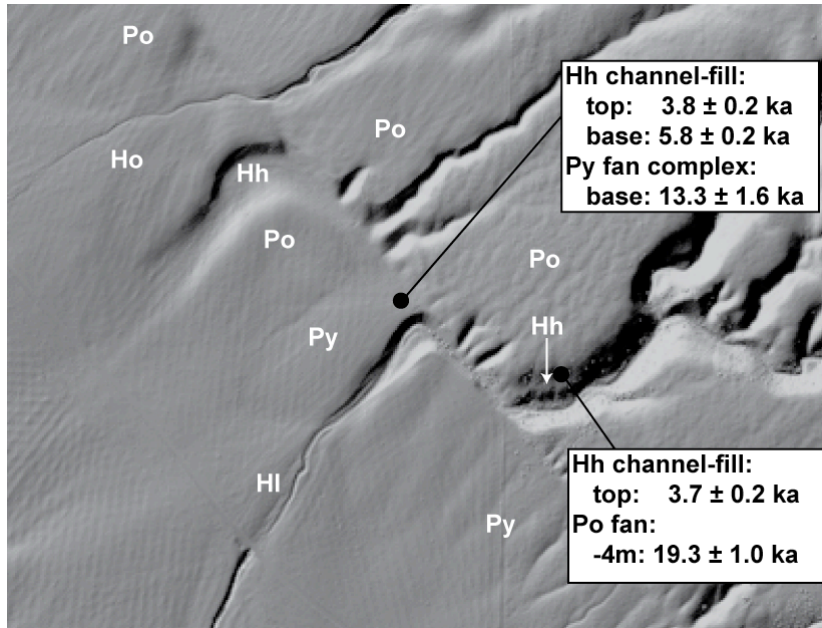 Po
Hh channel-fill:
top: 3.8 ± 0.2 ka
base: 5.8 ± 0.2 ka
Py fan complex:
base: 13.3 ± 1.6 ka
Po
Ho
Hh
Po
Po
Hh
Py
Hl
Py
Hh channel-fill:
top: 3.7 ± 0.2 ka
Po fan:
-4m: 19.3 ± 1.0 ka